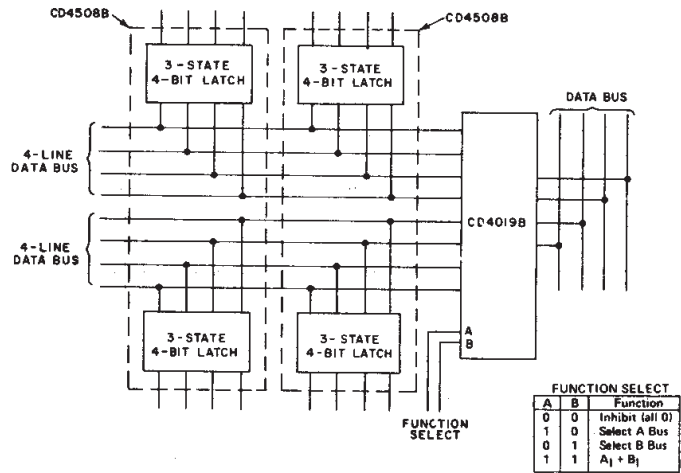 CD4508B
CD4508B
3-STATE
4-BIT LATCH
3-STATE
4-BIT LATCH
DATA BUS
4-LINE
DATA BUS
CD4019B
4-LINE
DATA BUS
3-STATE
4-BIT LATCH
3-STATE
4-BIT LATCH
A
B
FUNCTION
SELECT
FUNCTION SELECT
A B Function
0 0 Inhibit (all 0)
1 0 Select A Bus
0 1 Select B Bus
1 1 A1 + B1